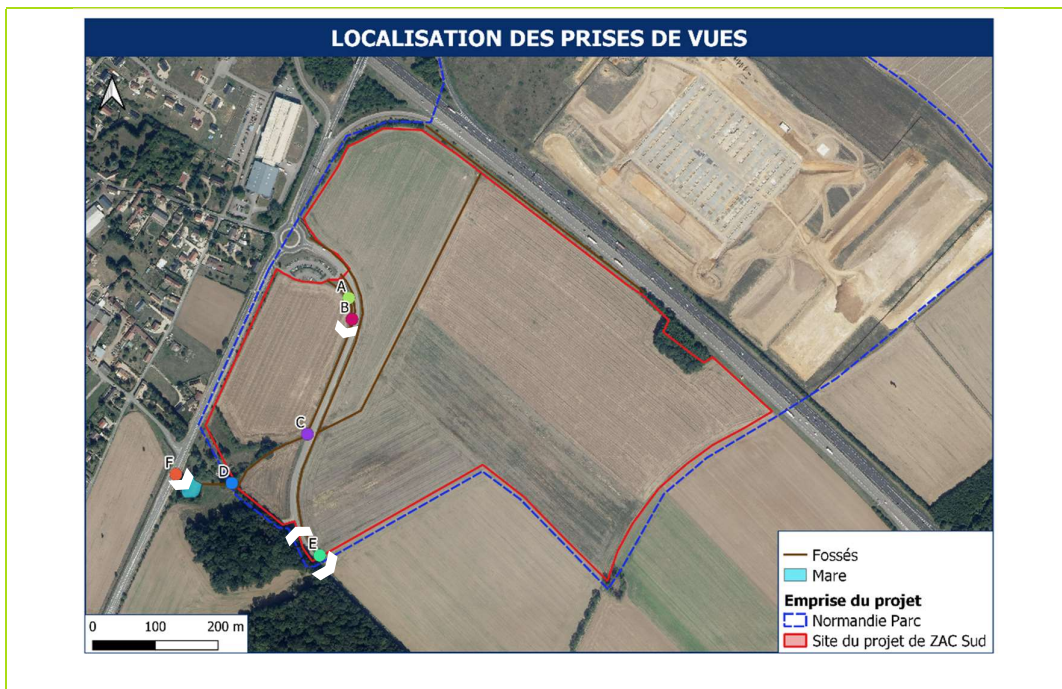 LOCALISATION DES PRISES DE VUES
A
B
C
F
D
E
Fossés
Mare
Emprise du projet
Normandie Parc
Site du projet de ZAC Sud
0 100 200 m